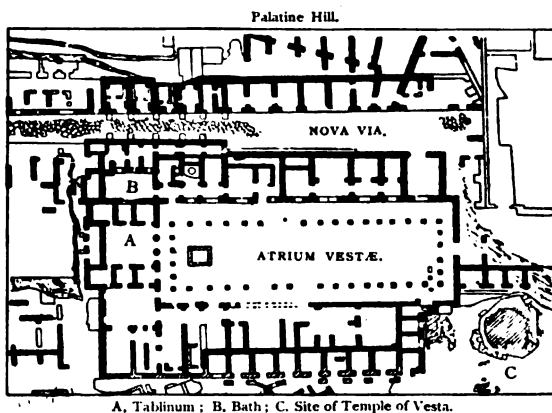 Palatine Hill.
NOVA VIA.
B
A
ATRIUM VESTÆ.
C
A, Tablinum ; B, Bath ; C. Site of Temple of Vesta.